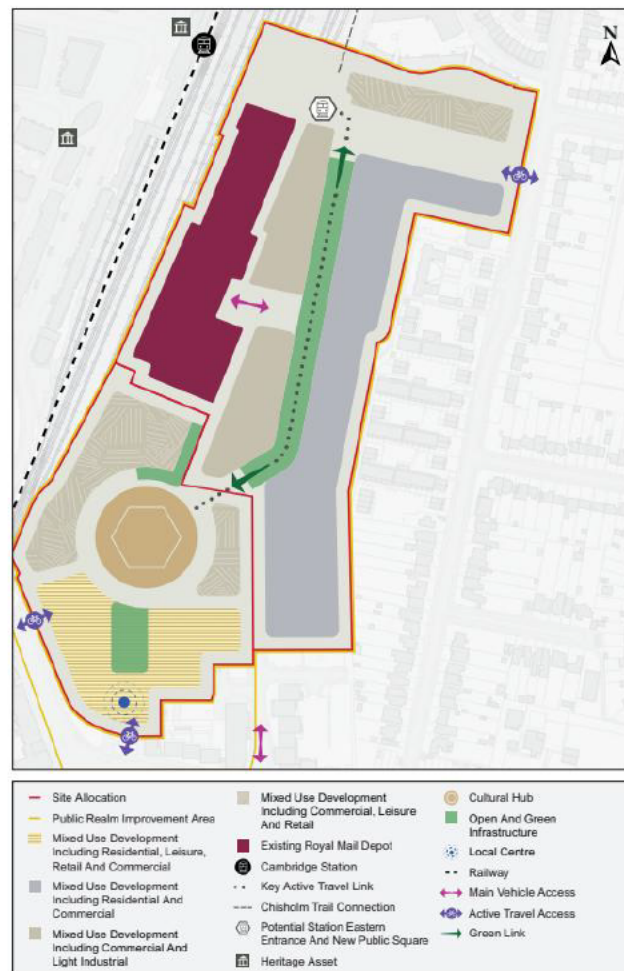 N
Site Allocation
Public Realm Improvement Area
Mixed Use Development
Including Residential, Leisure,
Retail And Commercial
Mixed Use Development
Including Residential And
Commercial
Mixed Use Development
Including Commercial And
Light Industrial
Mixed Use Development
Including Commercial, Leisure
And Retail
Existing Royal Mail Depot
Cambridge Station
Key Active Travel Link
Chisholm Trail Connection
Potential Station Eastern
Entrance And New Public Square
Heritage Asset
Cultural Hub
Open And Green
Infrastructure
Local Centre
Railway
Main Vehicle Access
Active Travel Access
Green Link